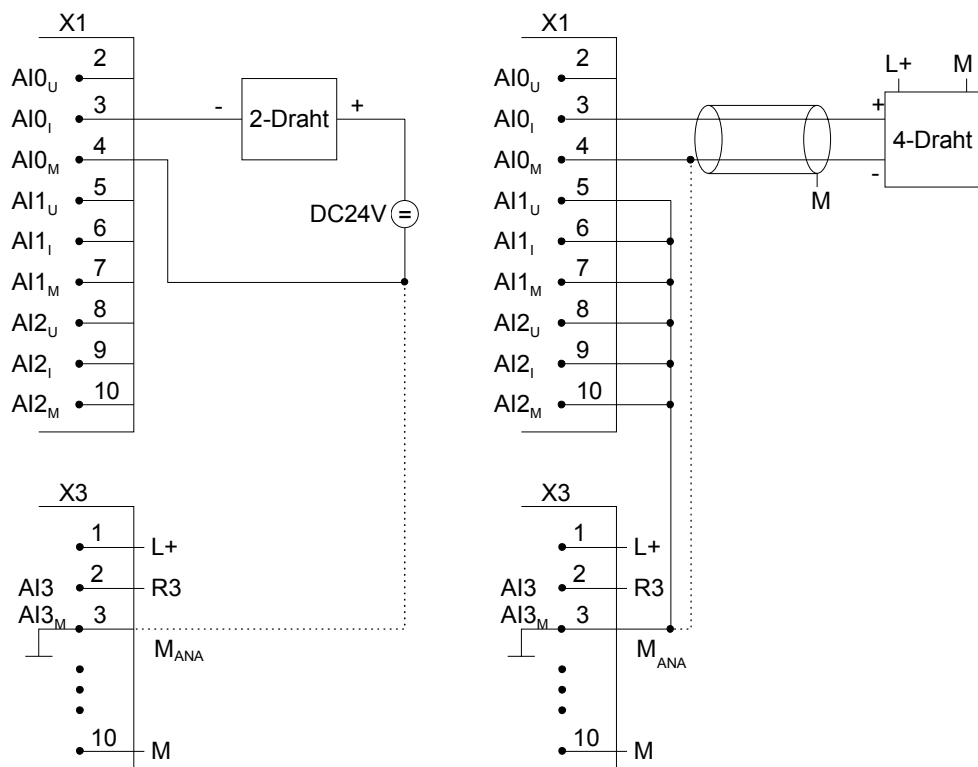 X1
2
AI0U
3
AI0I
- 2-Draht +
4
AI0M
5
AI1U
DC24V =
6
AI1I
7
AI1M
8
AI2U
9
AI2I
10
AI2M
X3
1
L+
2
AI3 R3
AI3M 3
MANA
10
M
X1
2
AI0U
L+ M
3
AI0I
+
4-Draht
4
AI0M
-
M
5
AI1U
6
AI1I
7
AI1M
8
AI2U
9
AI2I
10
AI2M
X3
1
L+
2
AI3 R3
AI3M 3
MANA
10
M